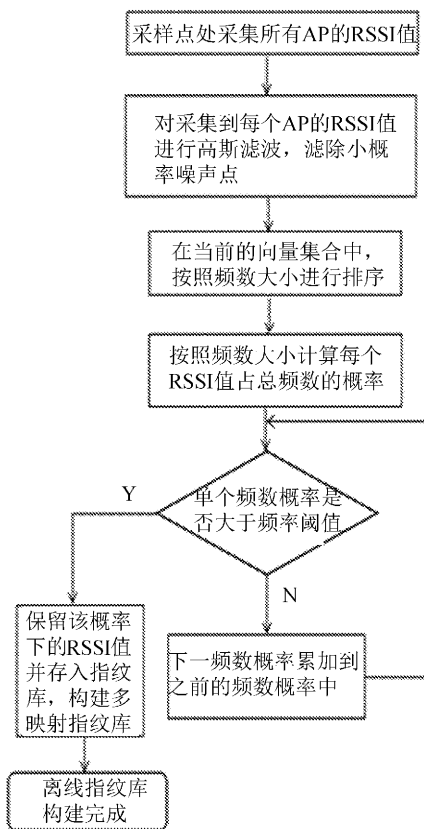 采样点处采集所有AP的RSSI值
对采集到每个AP的RSSI值
进行高斯滤波，滤除小概
率噪声点
在当前的向量集合中，
按照频数大小进行排序
按照频数大小计算每个
RSSI值占总频数的概率
单个频数概率是
否大于频率阈值
Y
N
保留该概率
下的RSSI值
并存入指纹
库，构建多
映射指纹库
下一频数概率累加到
之前的频数概率中
离线指纹库
构建完成